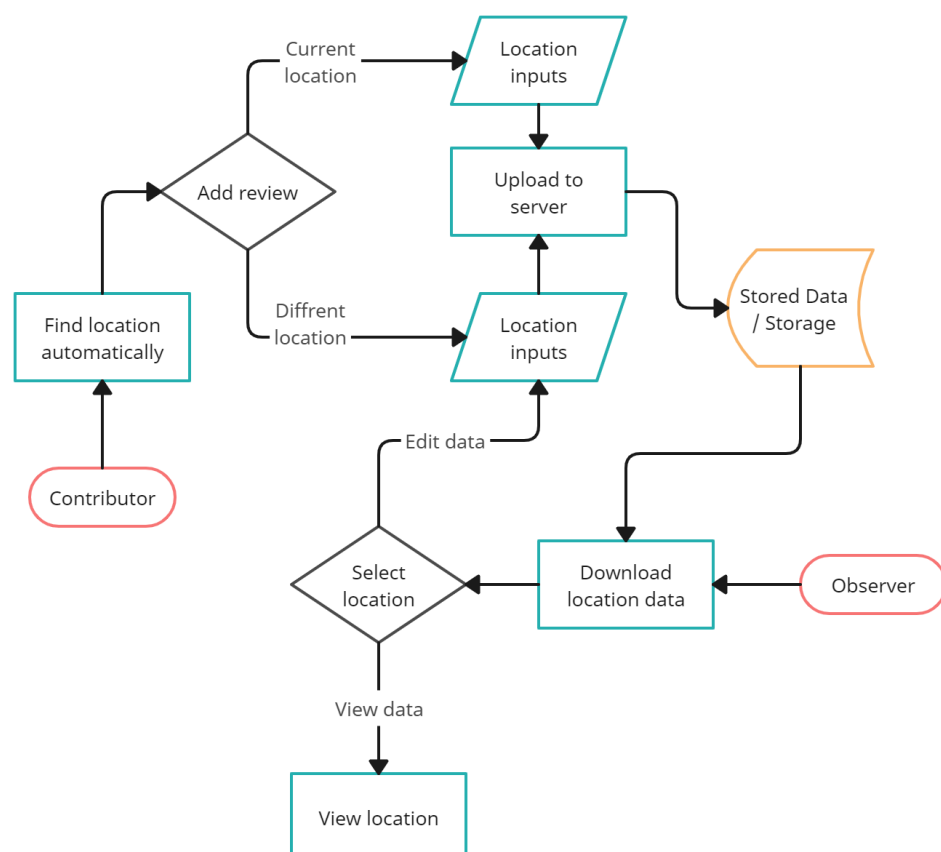 Current
location
Location
inputs
Add review
Upload to
server
Find location
automatically
Diffrent
location
Location
inputs
Stored Data
/ Storage
Edit data
Contributor
Select
location
Download
location data
Observer
View data
View location